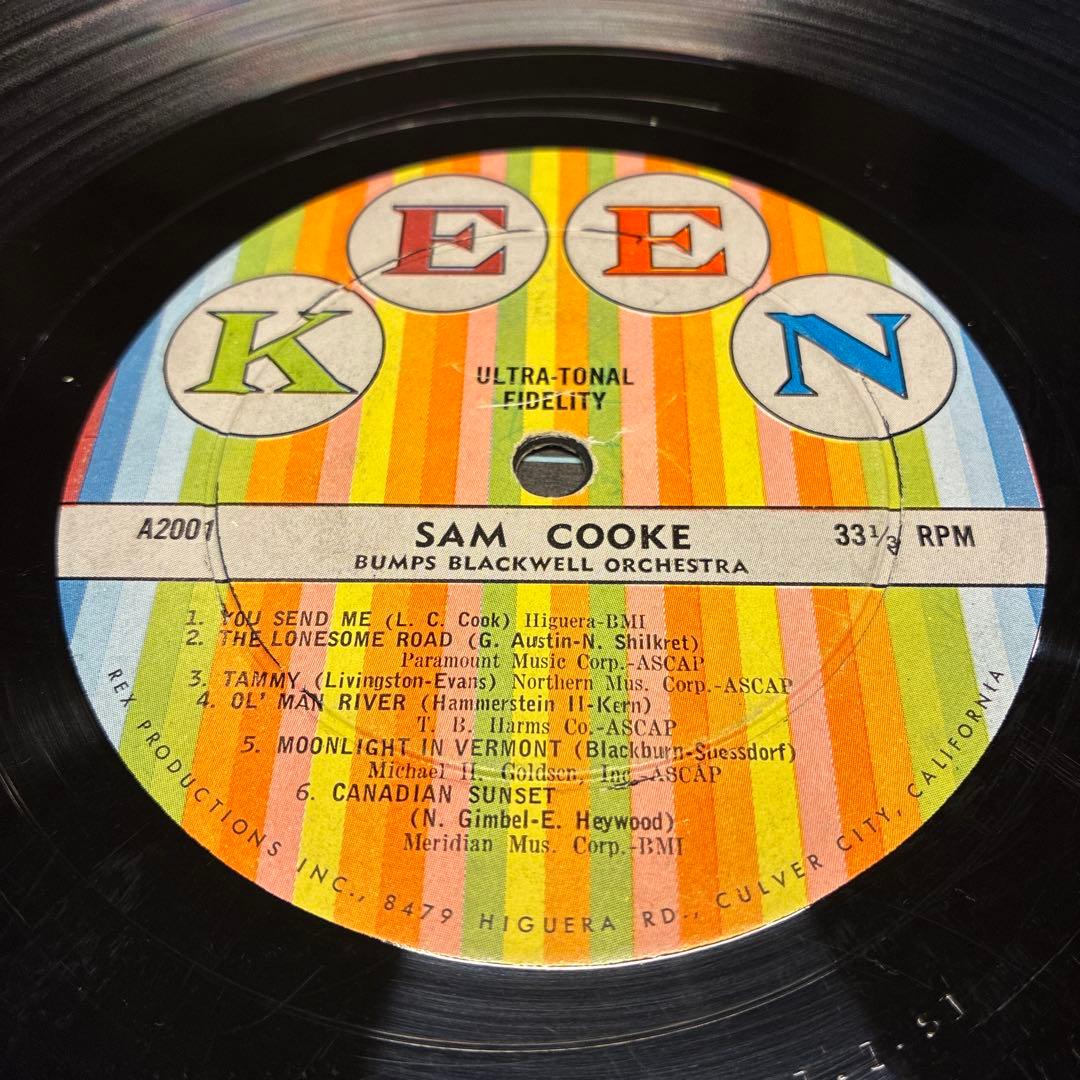 KEEN
ULTRA-TONAL
FIDELITY
A2001
SAM COOKE
33⅓ RPM
BUMPS BLACKWELL ORCHESTRA
1. YOU SEND ME (L. C. Cook) Higuera-BMI
2. THE LONESOME ROAD (G. Austin-N. Shilkret)
Paramount Music Corp.-ASCAP
3. TAMMY (Livingston-Evans) Northern Mus. Corp.-ASCAP
4. OL' MAN RIVER (Hammerstein II-Kern)
T. B. Harms Co.-ASCAP
5. MOONLIGHT IN VERMONT (Blackburn-Suessdorf)
Michael H. Goldsen, Inc.-ASCAP
6. CANADIAN SUNSET
(N. Gimbel-E. Heywood)
Meridian Mus. Corp.-BMI
REX PRODUCTIONS INC., 8479 HIGUERA RD., CULVER CITY, CALIFORNIA